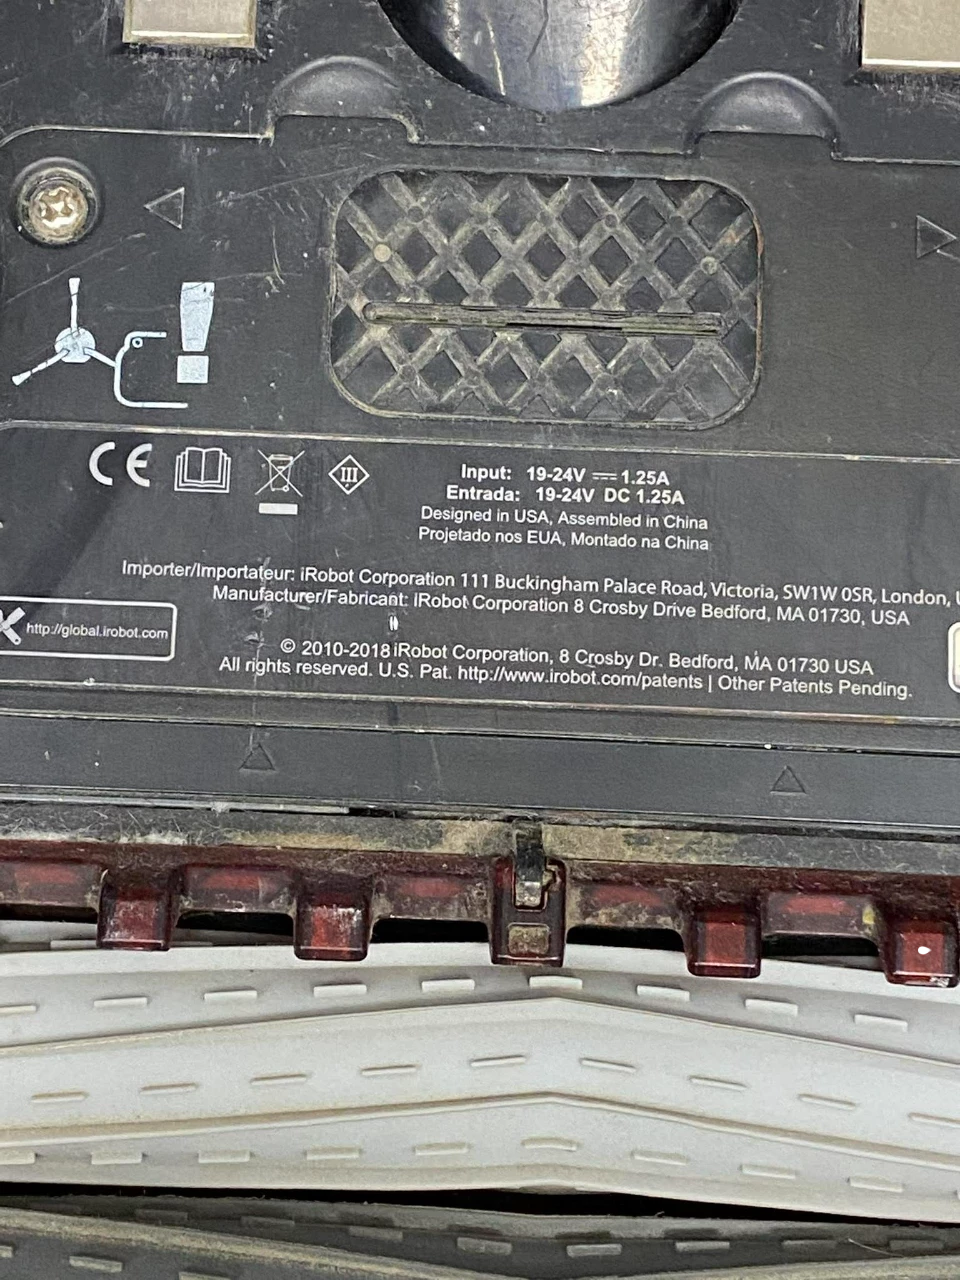 CE
III
Input: 19-24V ⎓ 1.25A
Entrada: 19-24V DC 1.25A
Designed in USA, Assembled in China
Projetado nos EUA, Montado na China
Importer/Importateur: iRobot Corporation 111 Buckingham Palace Road, Victoria, SW1W 0SR, London,
Manufacturer/Fabricant: iRobot Corporation 8 Crosby Drive Bedford, MA 01730, USA
http://global.irobot.com
© 2010-2018 iRobot Corporation, 8 Crosby Dr. Bedford, MA 01730 USA
All rights reserved. U.S. Pat. http://www.irobot.com/patents | Other Patents Pending.